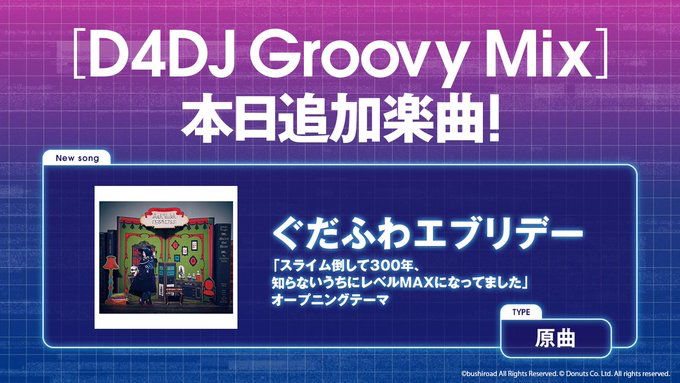 [D4DJ Groovy Mix]
本日追加楽曲!
New song
ぐだふわエブリデー
「スライム倒して300年、
知らないうちにレベルMAXになってました」
オープニングテーマ
TYPE
原曲
©bushiroad All Rights Reserved. © Donuts Co. Ltd. All rights reserved.